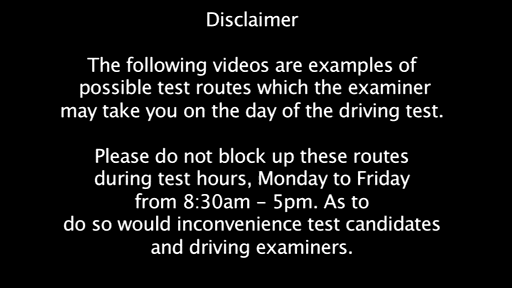 Disclaimer
The following videos are examples of
possible test routes which the examiner
may take you on the day of the driving test.
Please do not block up these routes
during test hours, Monday to Friday
from 8:30am - 5pm. As to
do so would inconvenience test candidates
and driving examiners.